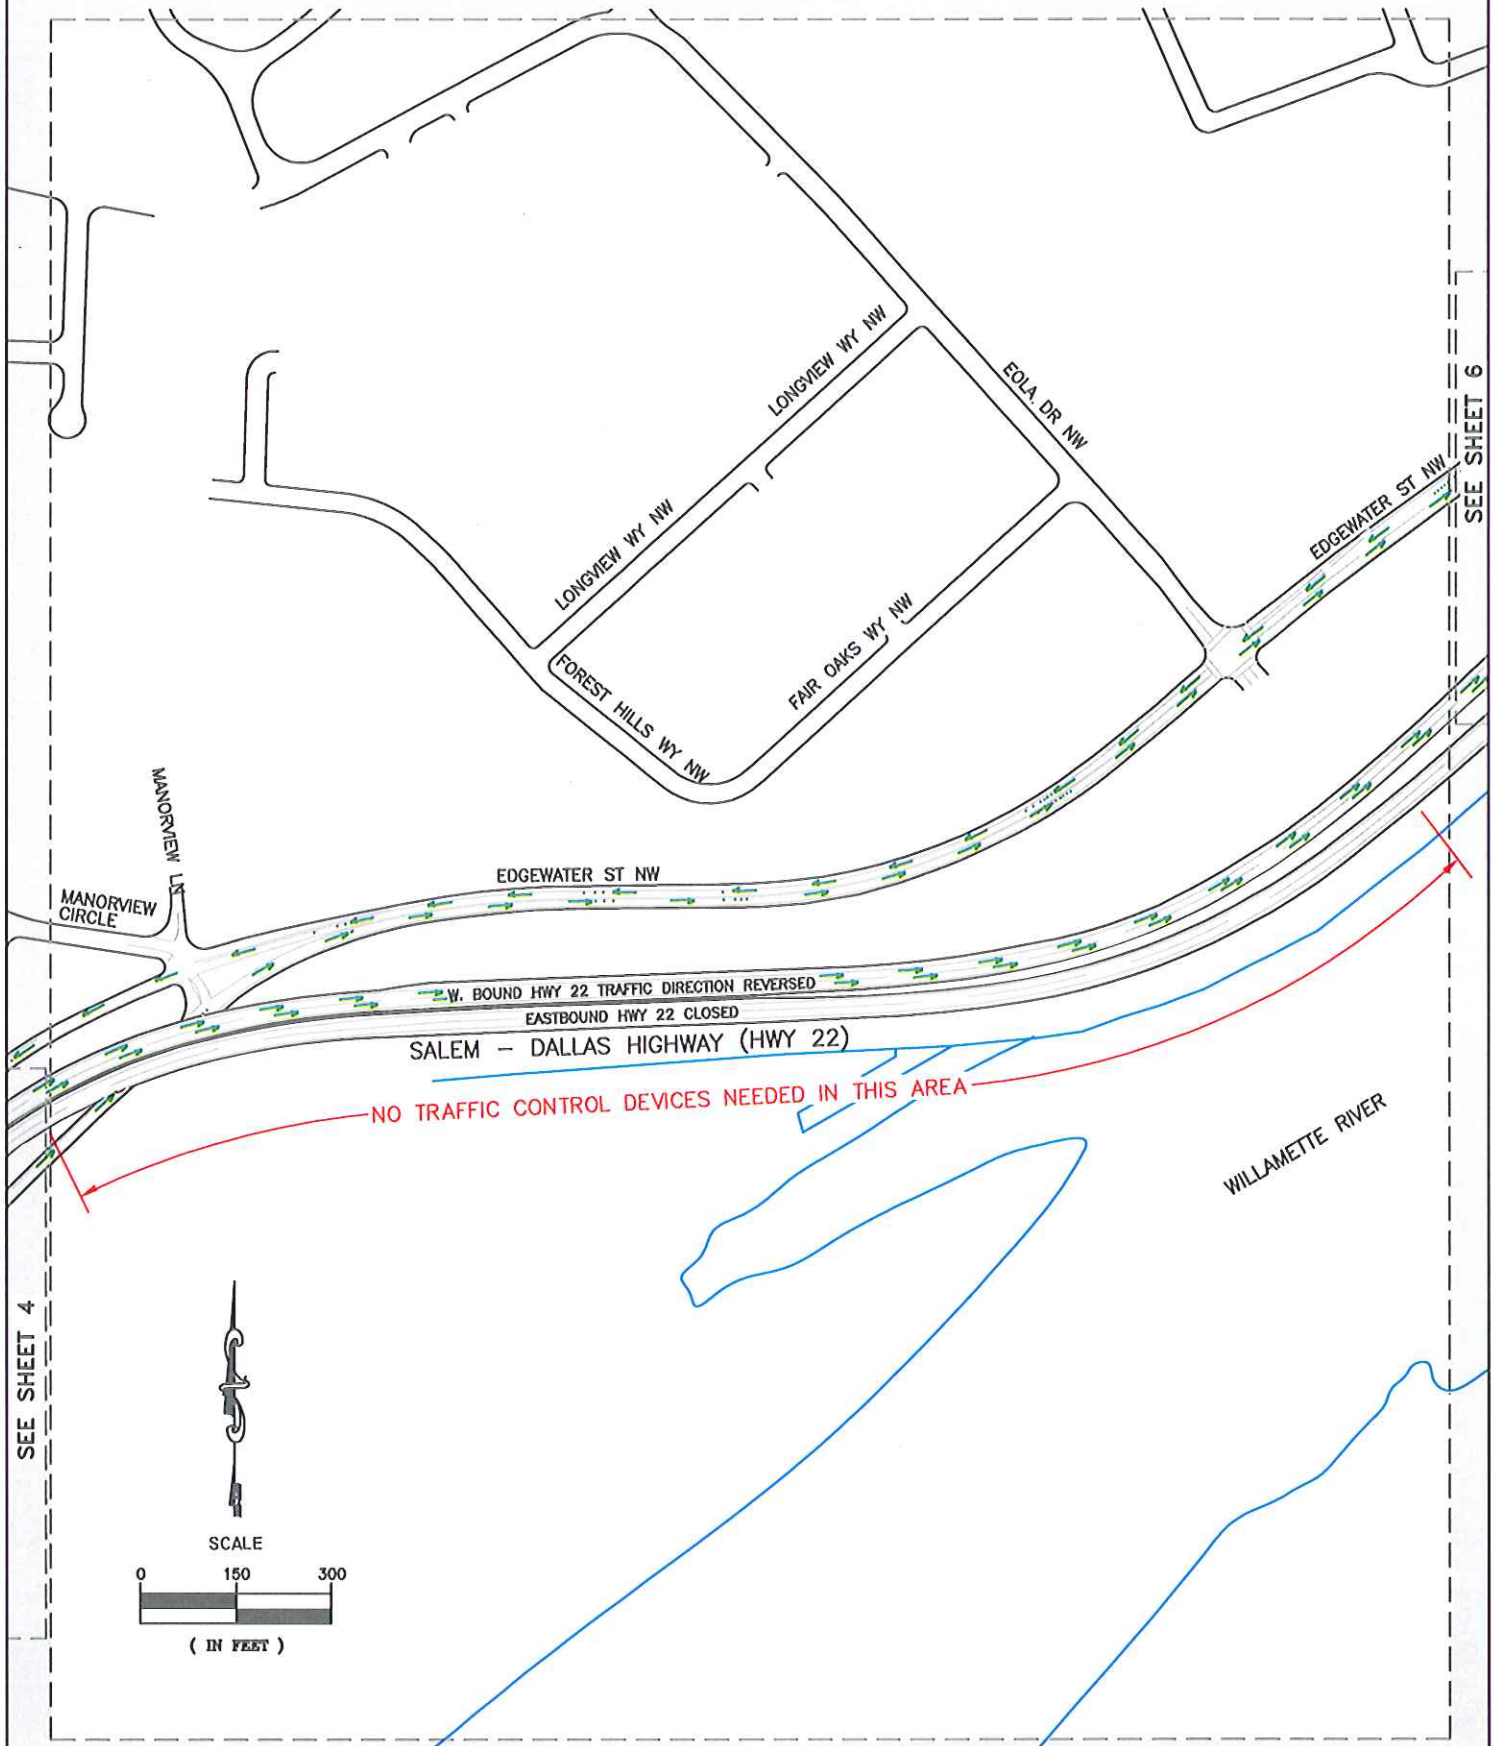 LONGVIEW WY NW
EOLA DR NW
SEE SHEET 6
EDGEWATER ST NW
LONGVIEW WY NW
FAIR OAKS WY NW
FOREST HILLS WY NW
MANORVIEW LN
EDGEWATER ST NW
MANORVIEW
CIRCLE
W. BOUND HWY 22 TRAFFIC DIRECTION REVERSED
EASTBOUND HWY 22 CLOSED
SALEM - DALLAS HIGHWAY (HWY 22)
NO TRAFFIC CONTROL DEVICES NEEDED IN THIS AREA
WILLAMETTE RIVER
SEE SHEET 4
SCALE
0 150 300
( IN FEET )